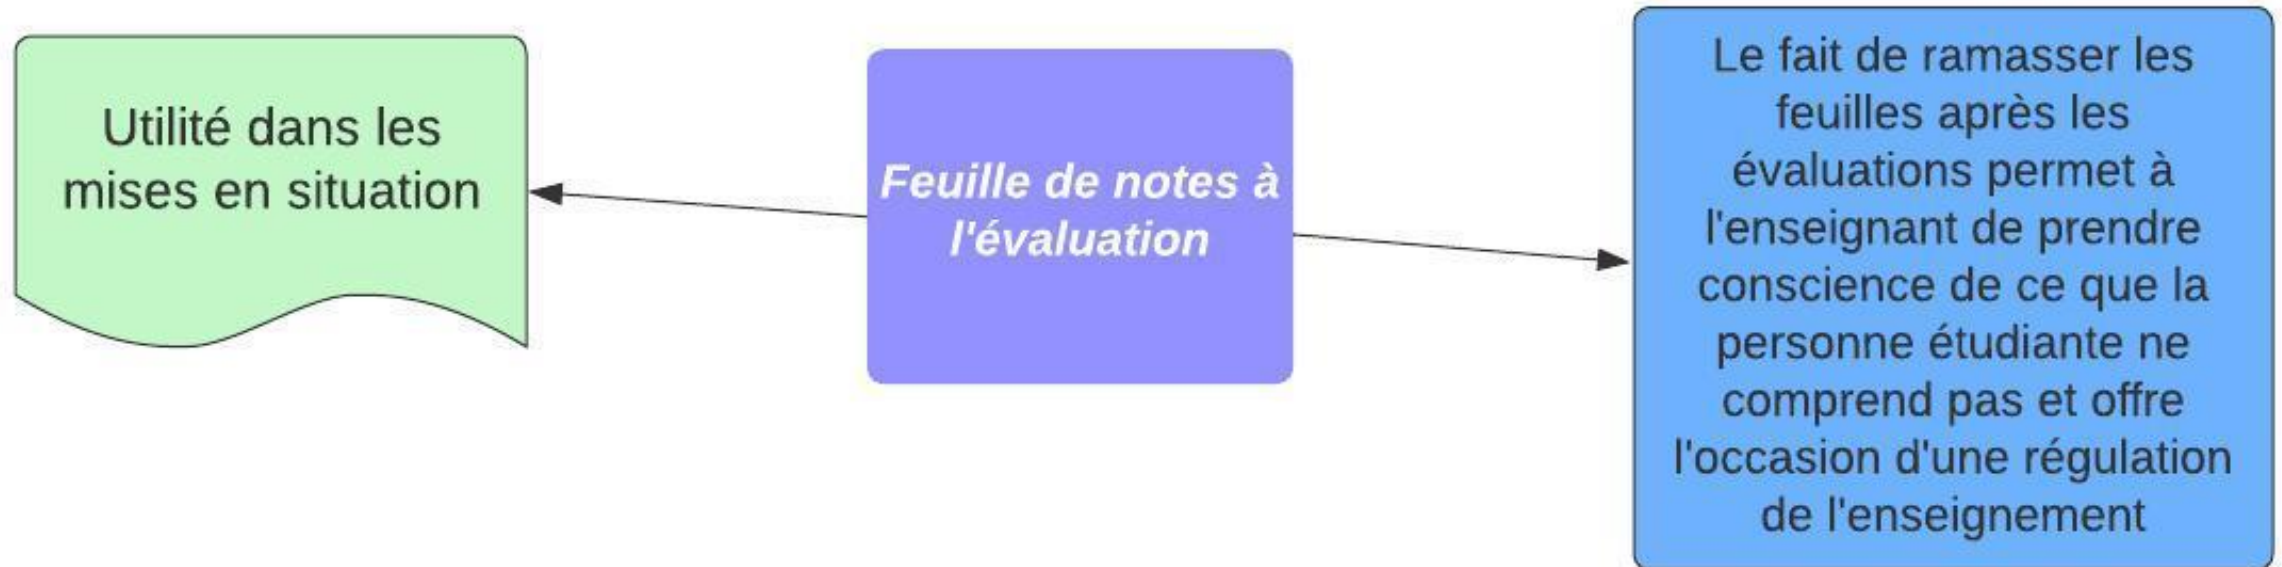 Utilité dans les
mises en situation
Feuille de notes à
l'évaluation
Le fait de ramasser les
feuilles après les
évaluations permet à
l'enseignant de prendre
conscience de ce que la
personne étudiante ne
comprend pas et offre
l'occasion d'une régulation
de l'enseignement